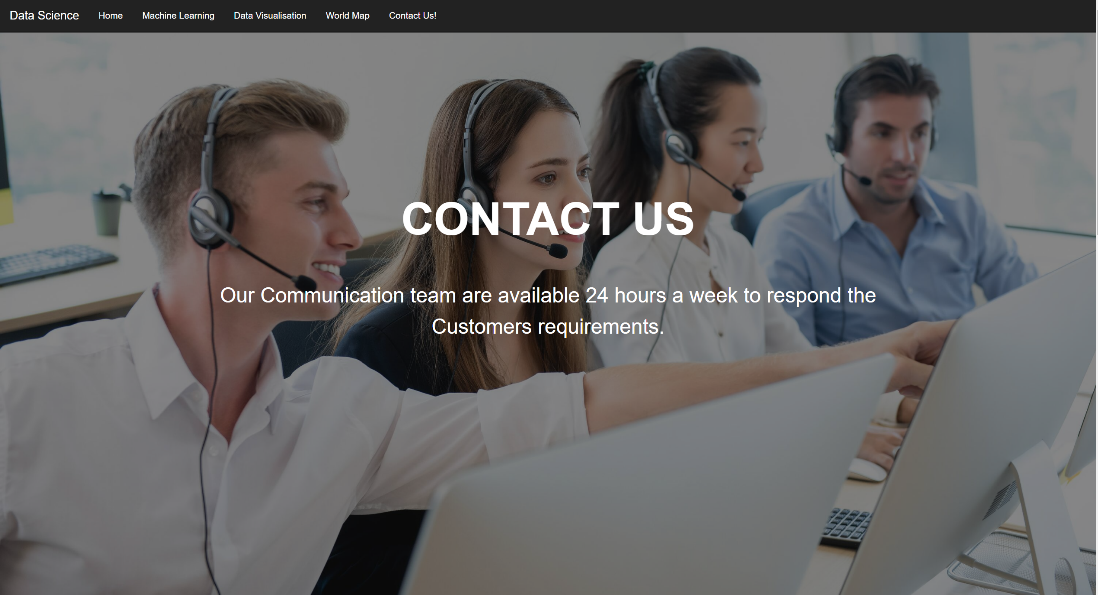 Data Science Home Machine Learning Data Visualisation World Map Contact Us!
CONTACT US
Our Communication team are available 24 hours a week to respond the
Customers requirements.